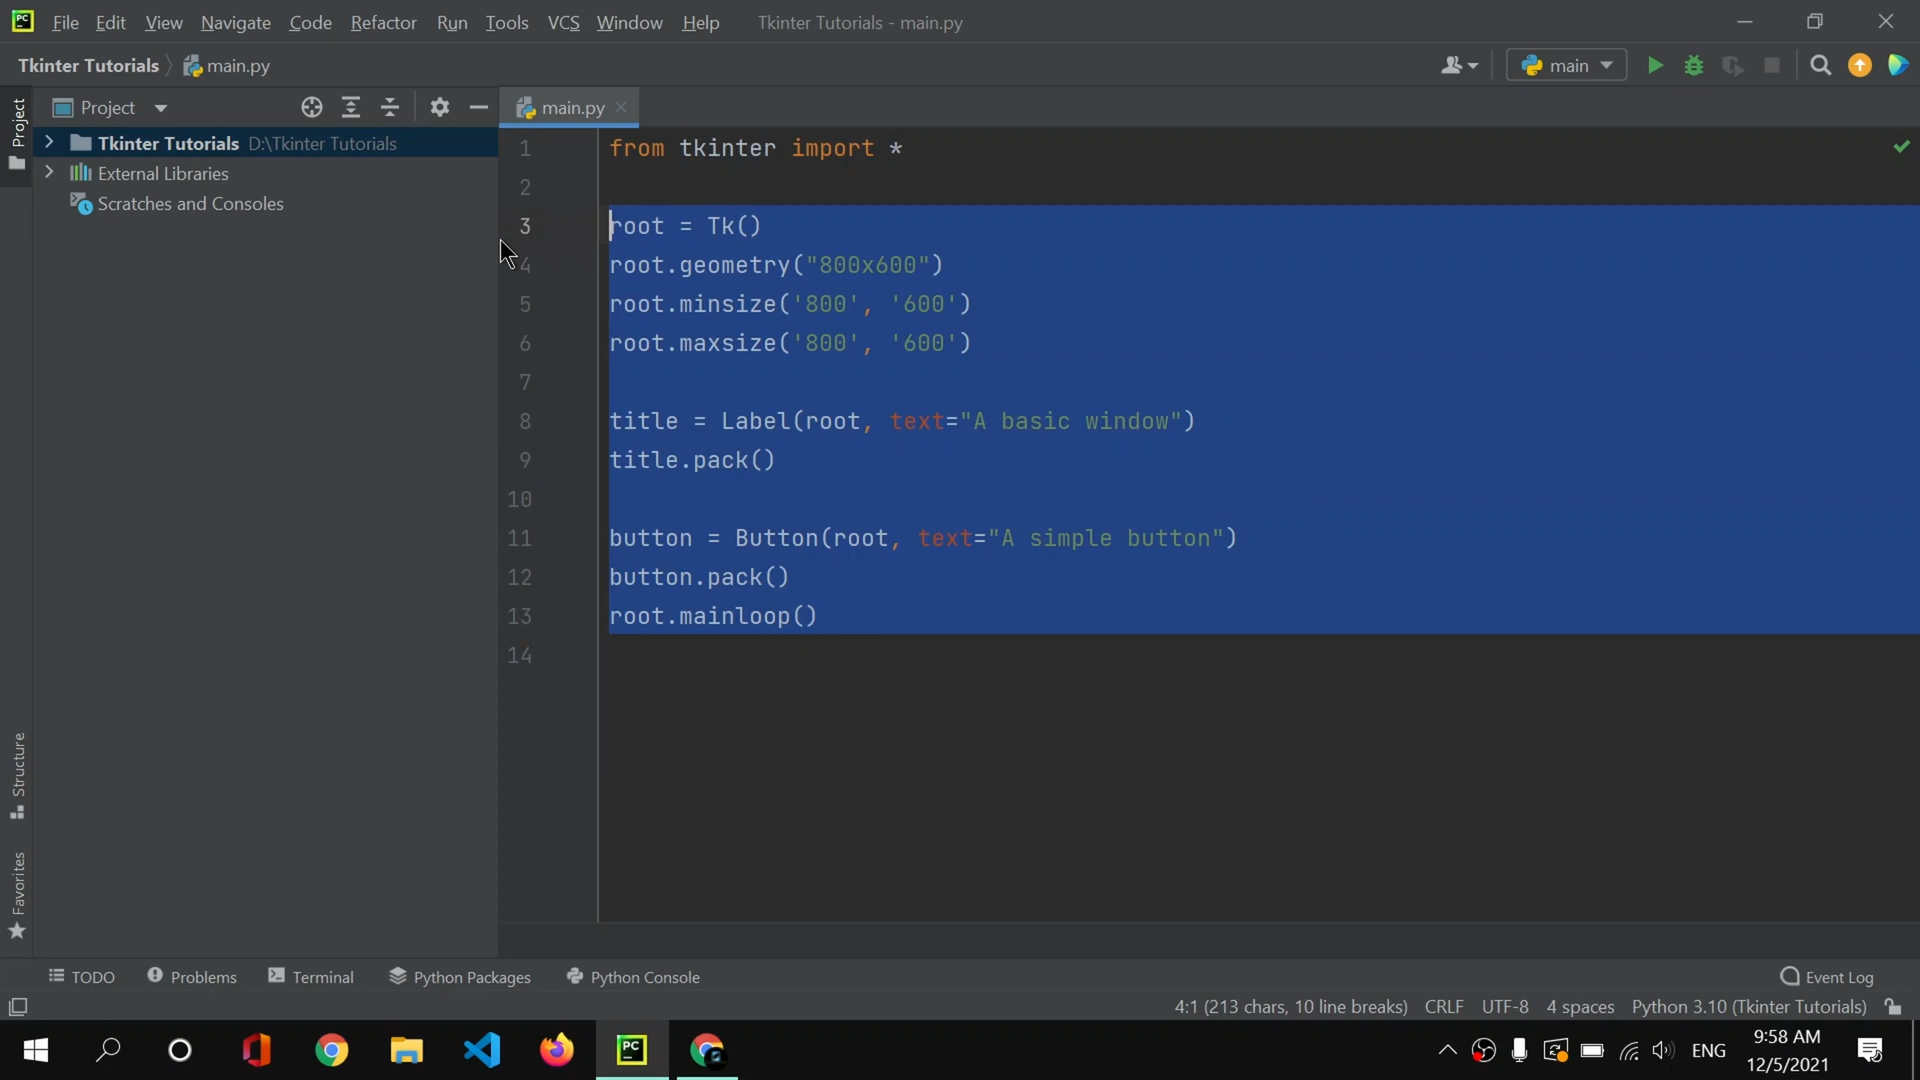 PC File Edit View Navigate Code Refactor Run Tools VCS Window Help Tkinter Tutorials - main.py
Tkinter Tutorials main.py main
Project Project main.py
Tkinter Tutorials D:\Tkinter Tutorials
External Libraries
Scratches and Consoles
1 from tkinter import *
2
3 root = Tk()
4 root.geometry("800x600")
5 root.minsize('800', '600')
6 root.maxsize('800', '600')
7
8 title = Label(root, text="A basic window")
9 title.pack()
10
11 button = Button(root, text="A simple button")
12 button.pack()
13 root.mainloop()
14
Structure
Favorites
TODO Problems Terminal Python Packages Python Console Event Log
4:1 (213 chars, 10 line breaks) CRLF UTF-8 4 spaces Python 3.10 (Tkinter Tutorials)
PC ENG 9:58 AM
12/5/2021